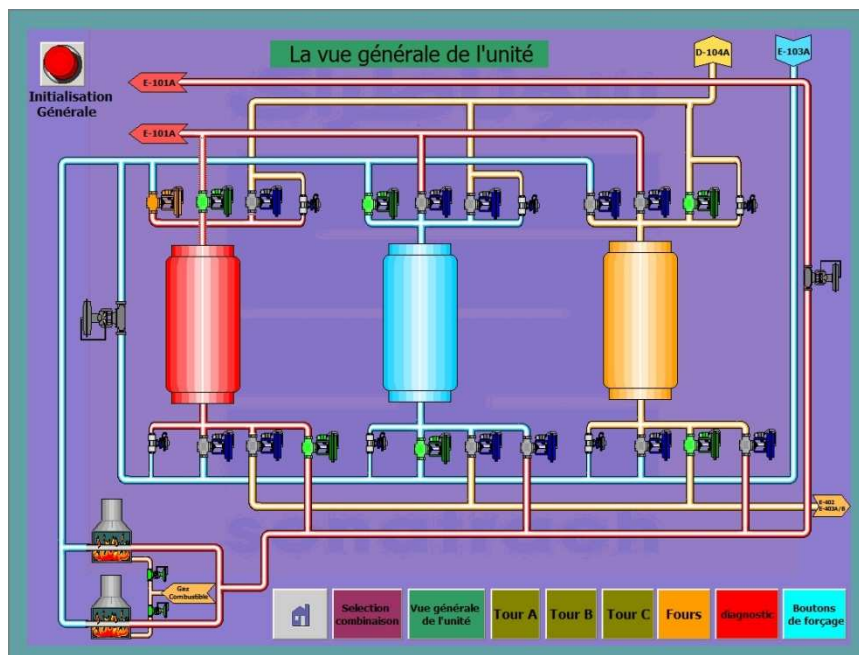 La vue générale de l'unité
D-104A
E-103A
E-101A
Initialisation
Générale
E-101A
E-402
E-403A/B
sonatrach
Gaz
Combustible
Selection
combinaison
Vue générale
de l'unité
Tour A
Tour B
Tour C
Fours
diagnostic
Boutons
de forçage